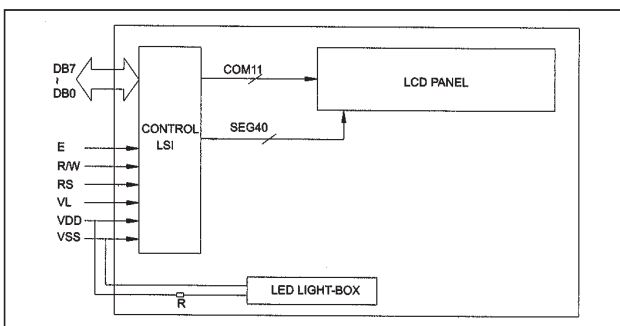 DB7
~
DB0
COM11
LCD PANEL
CONTROL
LSI
SEG40
E
R/W
RS
VL
VDD
VSS
LED LIGHT-BOX
R